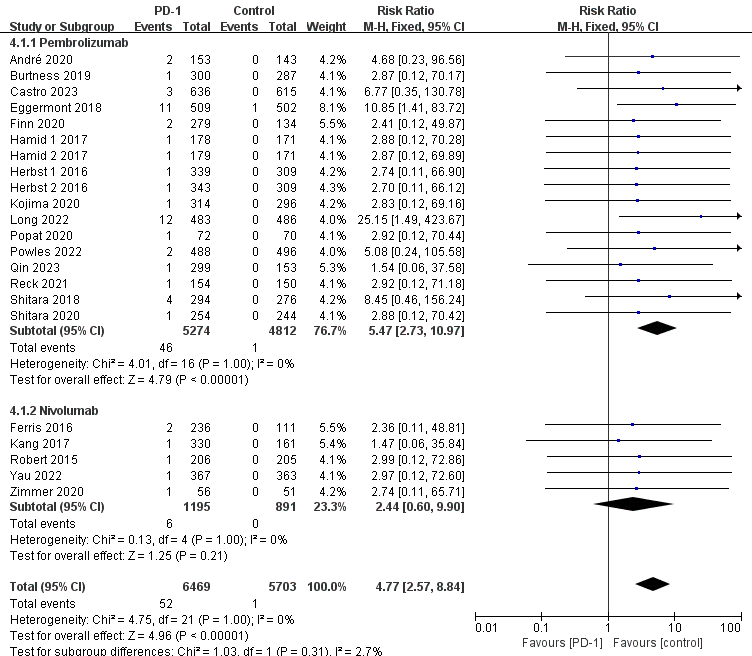 PD-1 Control Risk Ratio Risk Ratio
Study or Subgroup Events Total Events Total Weight M-H, Fixed, 95% CI M-H, Fixed, 95% CI
4.1.1 Pembrolizumab
André 2020 2 153 0 143 4.2% 4.68 [0.23, 96.56]
Burtness 2019 1 300 0 287 4.2% 2.87 [0.12, 70.17]
Castro 2023 3 636 0 615 4.2% 6.77 [0.35, 130.78]
Eggermont 2018 11 509 1 502 8.1% 10.85 [1.41, 83.72]
Finn 2020 2 279 0 134 5.5% 2.41 [0.12, 49.87]
Hamid 1 2017 1 178 0 171 4.1% 2.88 [0.12, 70.28]
Hamid 2 2017 1 179 0 171 4.1% 2.87 [0.12, 69.89]
Herbst 1 2016 1 339 0 309 4.2% 2.74 [0.11, 66.90]
Herbst 2 2016 1 343 0 309 4.2% 2.70 [0.11, 66.12]
Kojima 2020 1 314 0 296 4.2% 2.83 [0.12, 69.16]
Long 2022 12 483 0 486 4.0% 25.15 [1.49, 423.67]
Popat 2020 1 72 0 70 4.1% 2.92 [0.12, 70.44]
Powles 2022 2 488 0 496 4.0% 5.08 [0.24, 105.58]
Qin 2023 1 299 0 153 5.3% 1.54 [0.06, 37.58]
Reck 2021 1 154 0 150 4.1% 2.92 [0.12, 71.18]
Shitara 2018 4 294 0 276 4.2% 8.45 [0.46, 156.24]
Shitara 2020 1 254 0 244 4.1% 2.88 [0.12, 70.42]
Subtotal (95% CI) 5274 4812 76.7% 5.47 [2.73, 10.97]
Total events 46 1
Heterogeneity: Chi² = 4.01, df = 16 (P = 1.00); I² = 0%
Test for overall effect: Z = 4.79 (P < 0.00001)
4.1.2 Nivolumab
Ferris 2016 2 236 0 111 5.5% 2.36 [0.11, 48.81]
Kang 2017 1 330 0 161 5.4% 1.47 [0.06, 35.84]
Robert 2015 1 206 0 205 4.1% 2.99 [0.12, 72.86]
Yau 2022 1 367 0 363 4.1% 2.97 [0.12, 72.60]
Zimmer 2020 1 56 0 51 4.2% 2.74 [0.11, 65.71]
Subtotal (95% CI) 1195 891 23.3% 2.44 [0.60, 9.90]
Total events 6 0
Heterogeneity: Chi² = 0.13, df = 4 (P = 1.00); I² = 0%
Test for overall effect: Z = 1.25 (P = 0.21)
Total (95% CI) 6469 5703 100.0% 4.77 [2.57, 8.84]
Total events 52 1
Heterogeneity: Chi² = 4.75, df = 21 (P = 1.00); I² = 0%
Test for overall effect: Z = 4.96 (P < 0.00001)
Test for subgroup differences: Chi² = 1.03, df = 1 (P = 0.31), I² = 2.7%
0.01 0.1 1 10 100
Favours [PD-1] Favours [control]